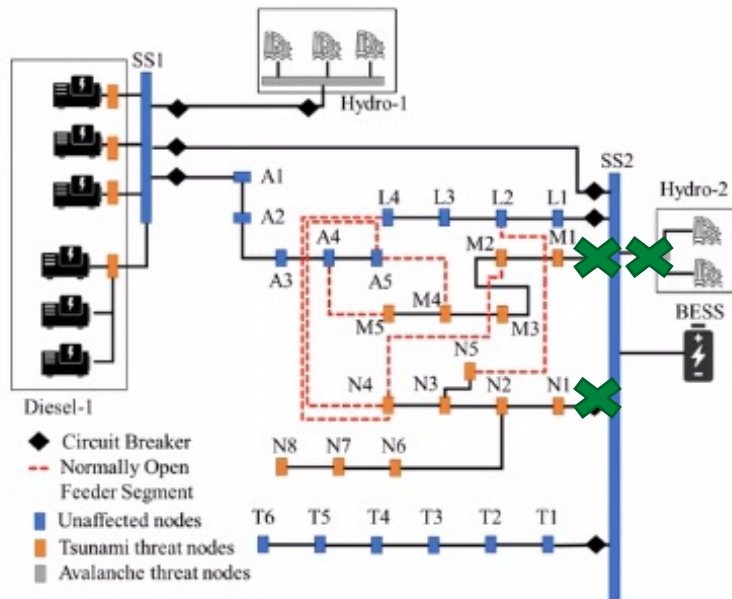 SS1
Hydro-1
SS2
Hydro-2
A1
A2
L4 L3 L2 L1
A4
M2 M1
A3 A5
M4
M5 M3
BESS
N5
N4 N3 N2 N1
Diesel-1
Circuit Breaker
N8 N7 N6
Normally Open
Feeder Segment
Unaffected nodes
T6 T5 T4 T3 T2 T1
Tsunami threat nodes
Avalanche threat nodes